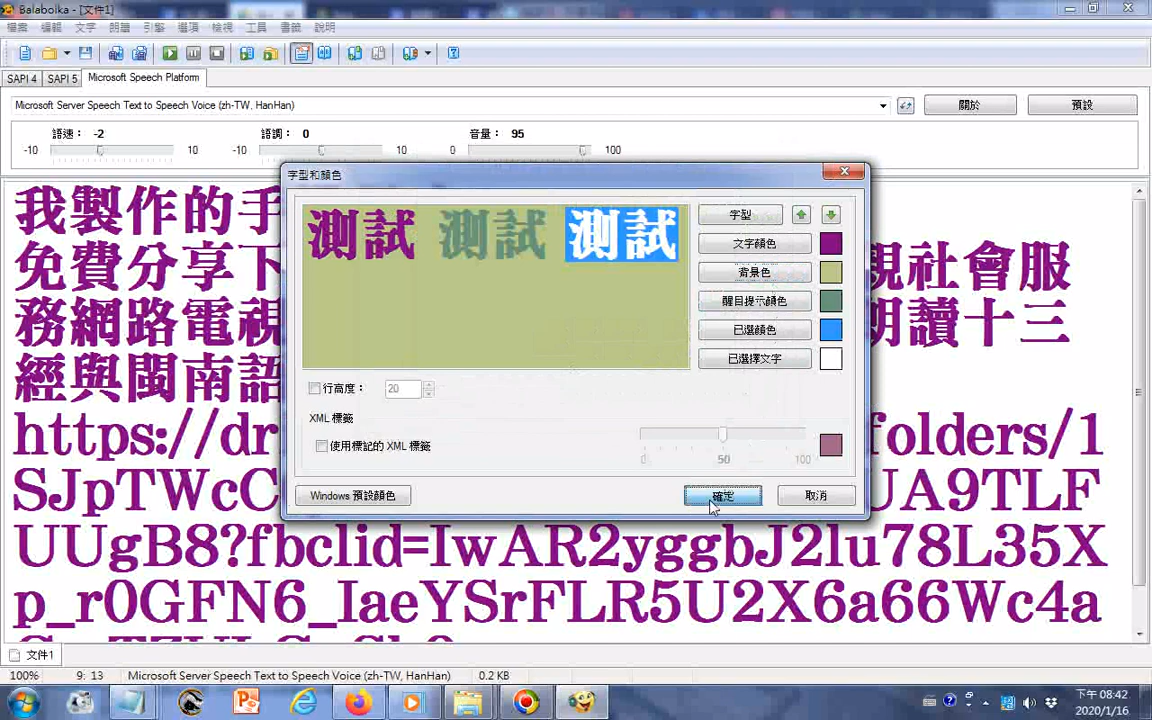 Balabolka - [文件1]
檔案 編輯 文字 朗讀 引擎 選項 檢視 工具 書籤 說明
SAPI 4 SAPI 5 Microsoft Speech Platform
Microsoft Server Speech Text to Speech Voice (zh-TW, HanHan)
關於 預設
語速： -2 語調： 0 音量： 95
-10 10 -10 10 0 100
我製作的手
免費分享下 觀社會服
務網路電視 朗讀十三
經與閩南語
https://dr folders/1
SJpTWcC UA9TLF
UUgB8?fbclid=IwAR2yggbJ2lu78L35X
p_r0GFN6_IaeYSrFLR5U2X6a66Wc4a
字型和顏色
測試 測試 測試
字型
文字顏色
背景色
醒目提示顏色
已選顏色
已選擇文字
行高度： 20
XML 標籤
使用標記的 XML 標籤
0 50 100
Windows 預設顏色 確定 取消
文件1
100% 9: 13 Microsoft Server Speech Text to Speech Voice (zh-TW, HanHan) 0.2 KB
下午 08:42
2020/1/16